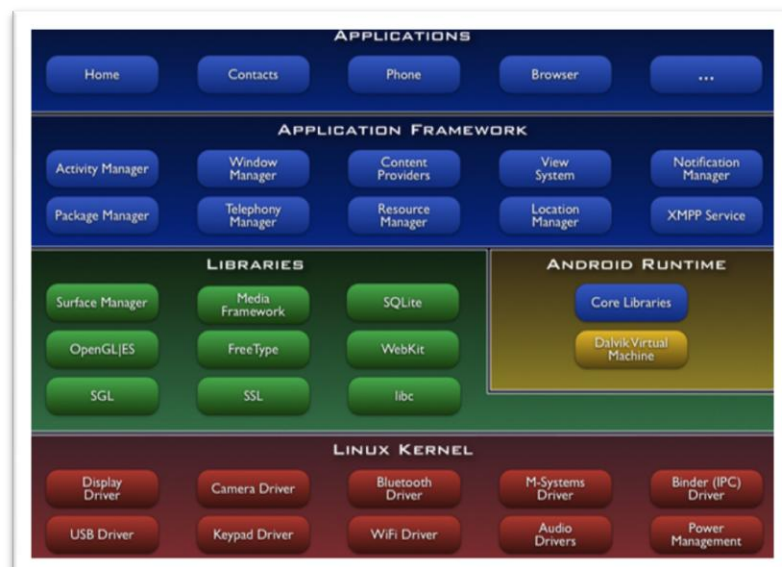 APPLICATIONS
Home
Contacts
Phone
Browser
...
APPLICATION FRAMEWORK
Activity Manager
Window
Manager
Content
Providers
View
System
Notification
Manager
Package Manager
Telephony
Manager
Resource
Manager
Location
Manager
XMPP Service
LIBRARIES
Surface Manager
Media
Framework
SQLite
OpenGL|ES
FreeType
WebKit
SGL
SSL
libc
ANDROID RUNTIME
Core Libraries
Dalvik Virtual
Machine
LINUX KERNEL
Display
Driver
Camera Driver
Bluetooth
Driver
M-Systems
Driver
Binder (IPC)
Driver
USB Driver
Keypad Driver
WiFi Driver
Audio
Drivers
Power
Management